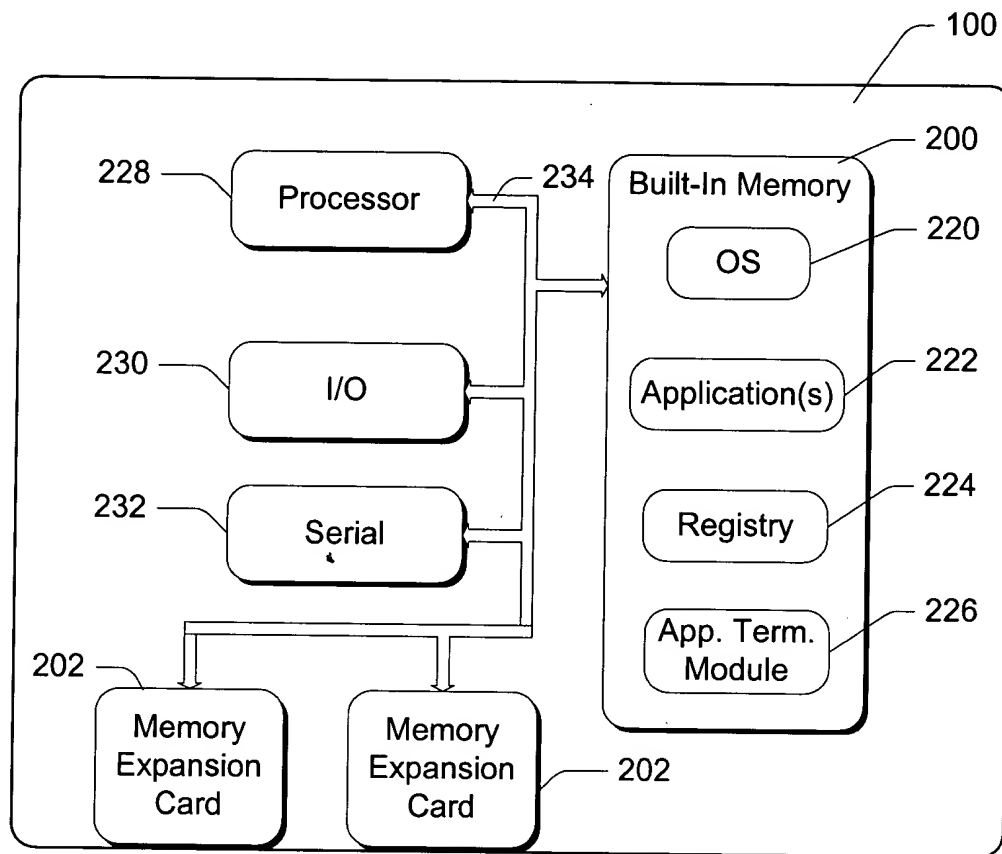 100
200
228
234
Processor
Built-In Memory
220
OS
230
I/O
222
Application(s)
232
Serial
224
Registry
226
App. Term.
Module
202
Memory
Expansion
Card
Memory
Expansion
Card
202